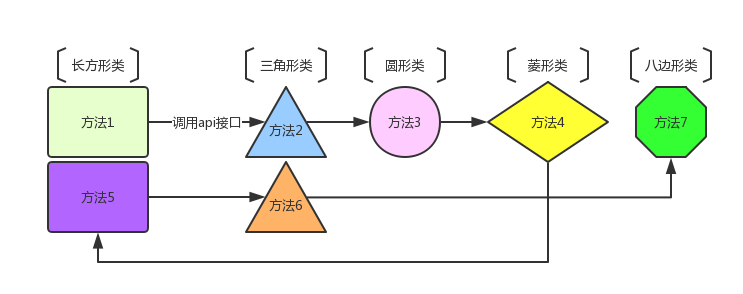 长方形类
三角形类
圆形类
菱形类
八边形类
方法1
调用api接口
方法2
方法3
方法4
方法7
方法5
方法6